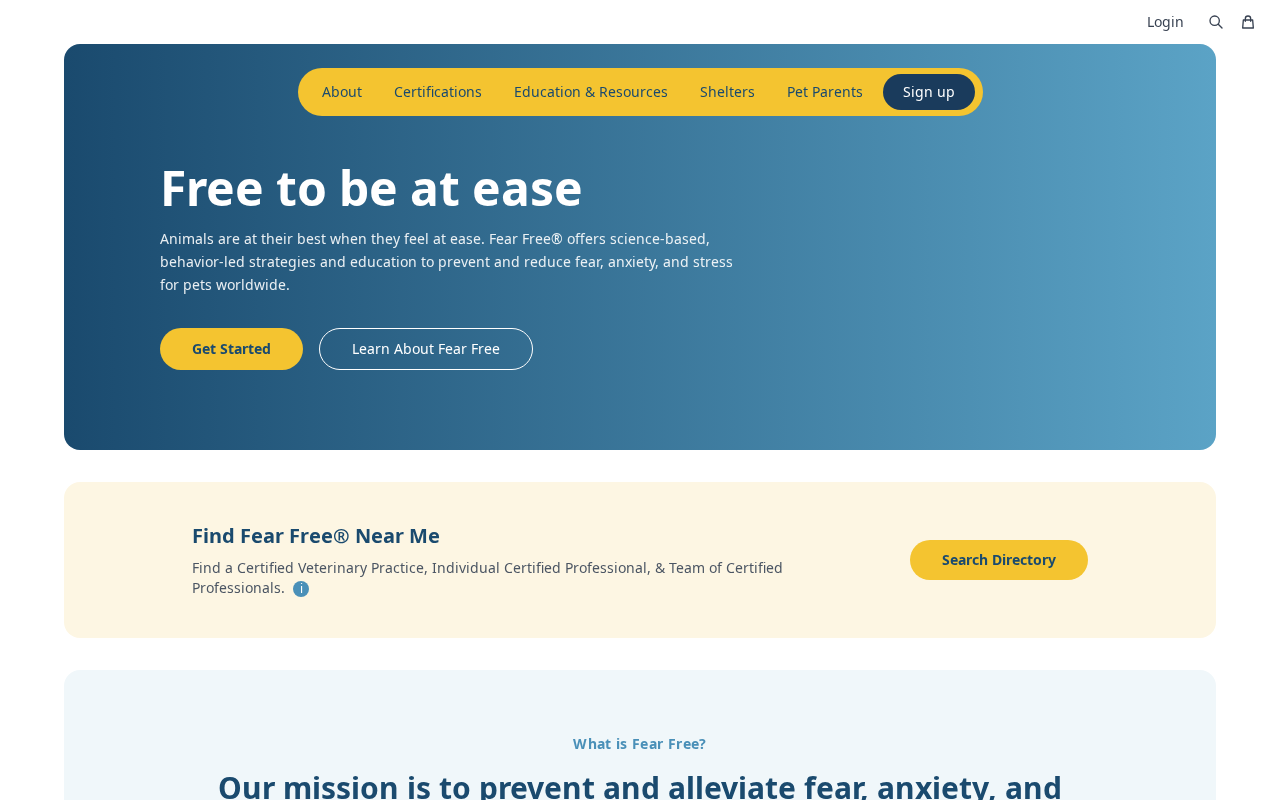 Login
About
Certifications
Education & Resources
Shelters
Pet Parents
Sign up
Free to be at ease
Animals are at their best when they feel at ease. Fear Free® offers science-based,
behavior-led strategies and education to prevent and reduce fear, anxiety, and stress
for pets worldwide.
Get Started
Learn About Fear Free
Find Fear Free® Near Me
Find a Certified Veterinary Practice, Individual Certified Professional, & Team of Certified
Professionals. i
Search Directory
What is Fear Free?
Our mission is to prevent and alleviate fear, anxiety, and